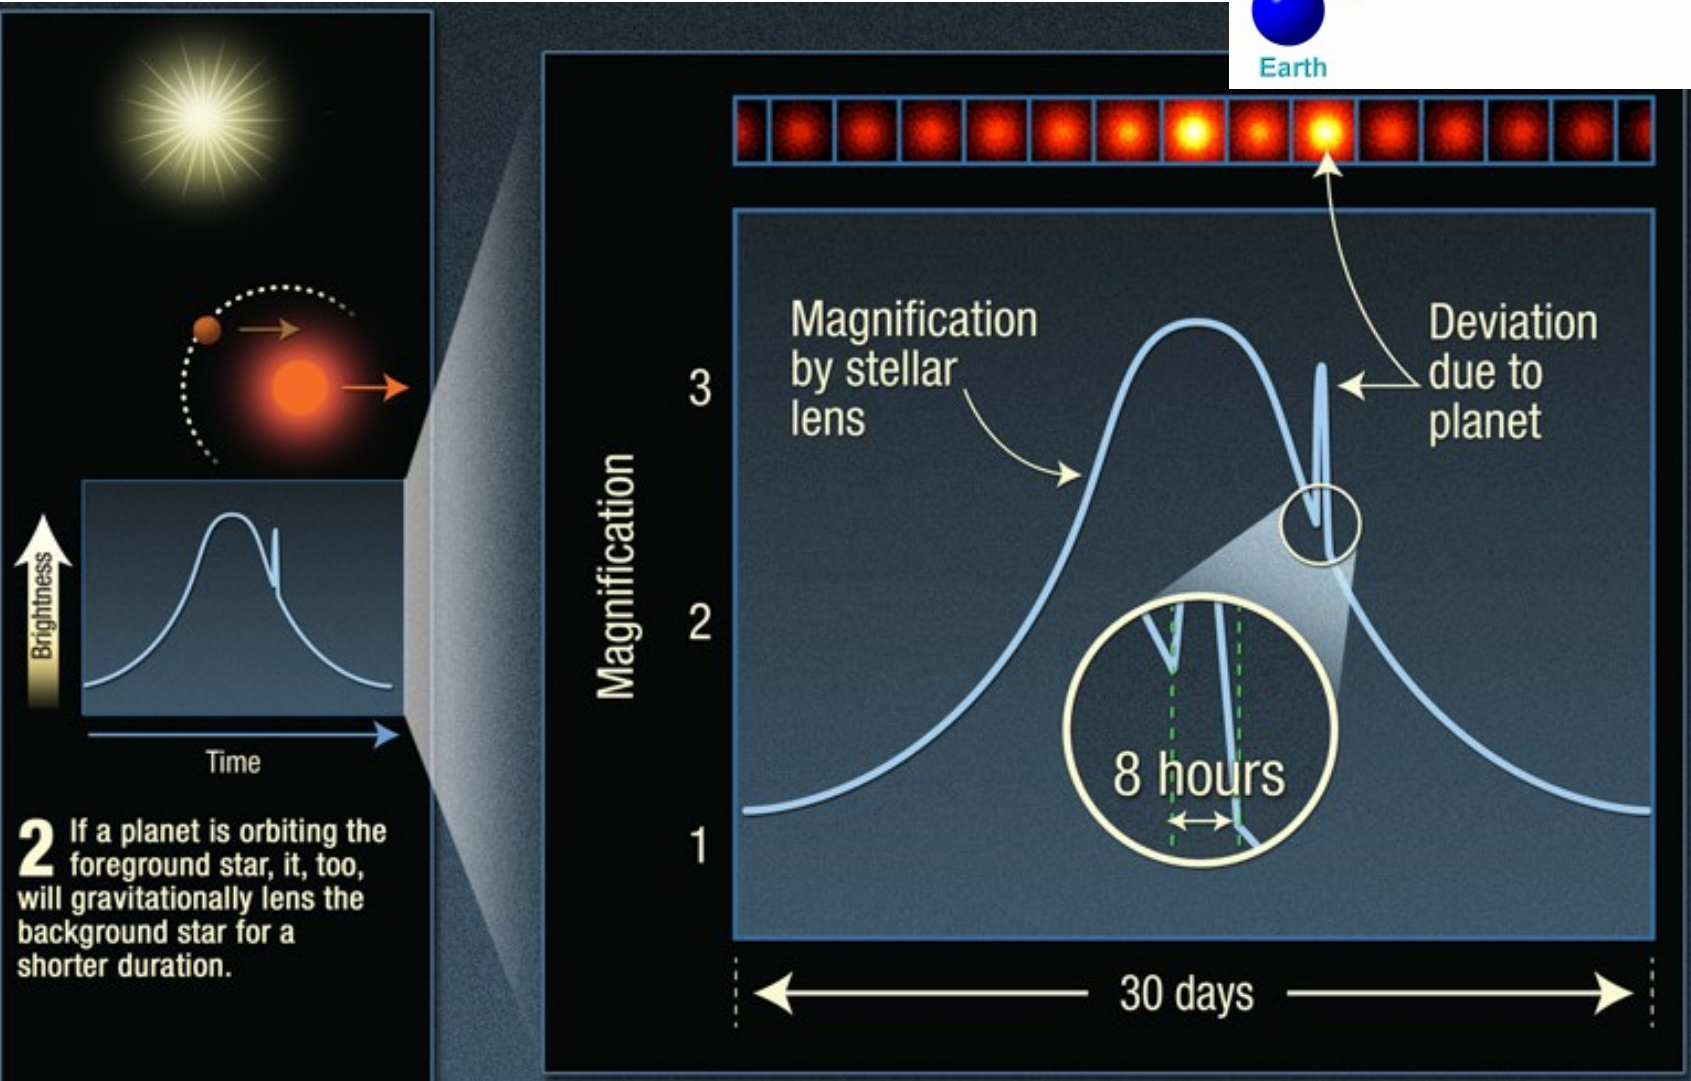 Earth
Brightness
Time
2 If a planet is orbiting the
foreground star, it, too,
will gravitationally lens the
background star for a
shorter duration.
Magnification
3
2
1
Magnification
by stellar
lens
Deviation
due to
planet
8 hours
30 days